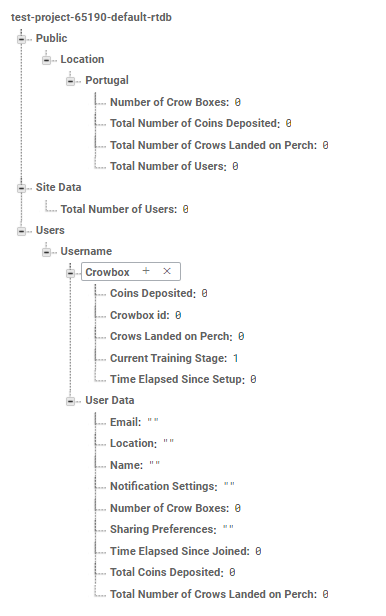 test-project-65190-default-rtdb
Public
Location
Portugal
Number of Crow Boxes: 0
Total Number of Coins Deposited: 0
Total Number of Crows Landed on Perch: 0
Total Number of Users: 0
Site Data
Total Number of Users: 0
Users
Username
Crowbox + ×
Coins Deposited: 0
Crowbox id: 0
Crows Landed on Perch: 0
Current Training Stage: 1
Time Elapsed Since Setup: 0
User Data
Email: ""
Location: ""
Name: ""
Notification Settings: ""
Number of Crow Boxes: 0
Sharing Preferences: ""
Time Elapsed Since Joined: 0
Total Coins Deposited: 0
Total Number of Crows Landed on Perch: 0